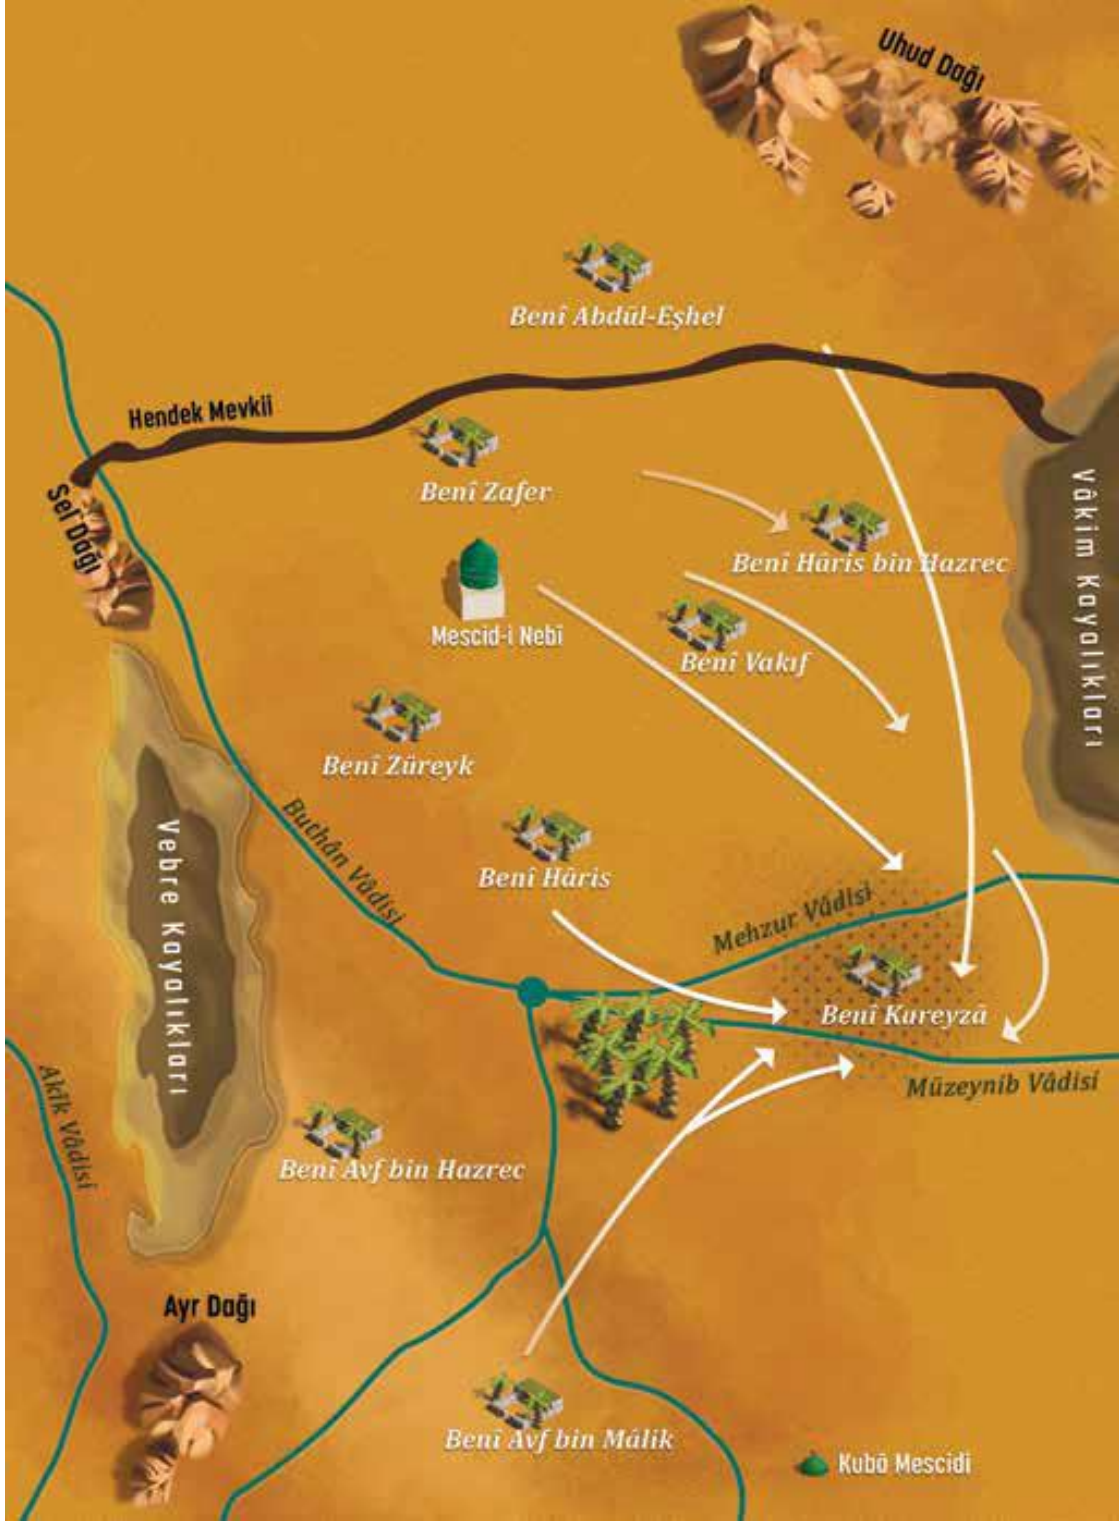 Uhud Dağı
Benî Abdül-Eşhel
Hendek Mevkii
Sel Dağı
Benî Zafer
Vâkim Kayalıkları
Benî Hâris bin Hazrec
Mescid-i Nebî
Benî Vakıf
Benî Züreyk
Buthân Vâdisi
Vebre Kayalıkları
Benî Hâris
Mehzur Vâdisi
Benî Kureyzâ
Müzeynib Vâdisi
Akîk Vâdisi
Benî Avf bin Hazrec
Ayr Dağı
Benî Avf bin Mâlik
Kubâ Mescidi